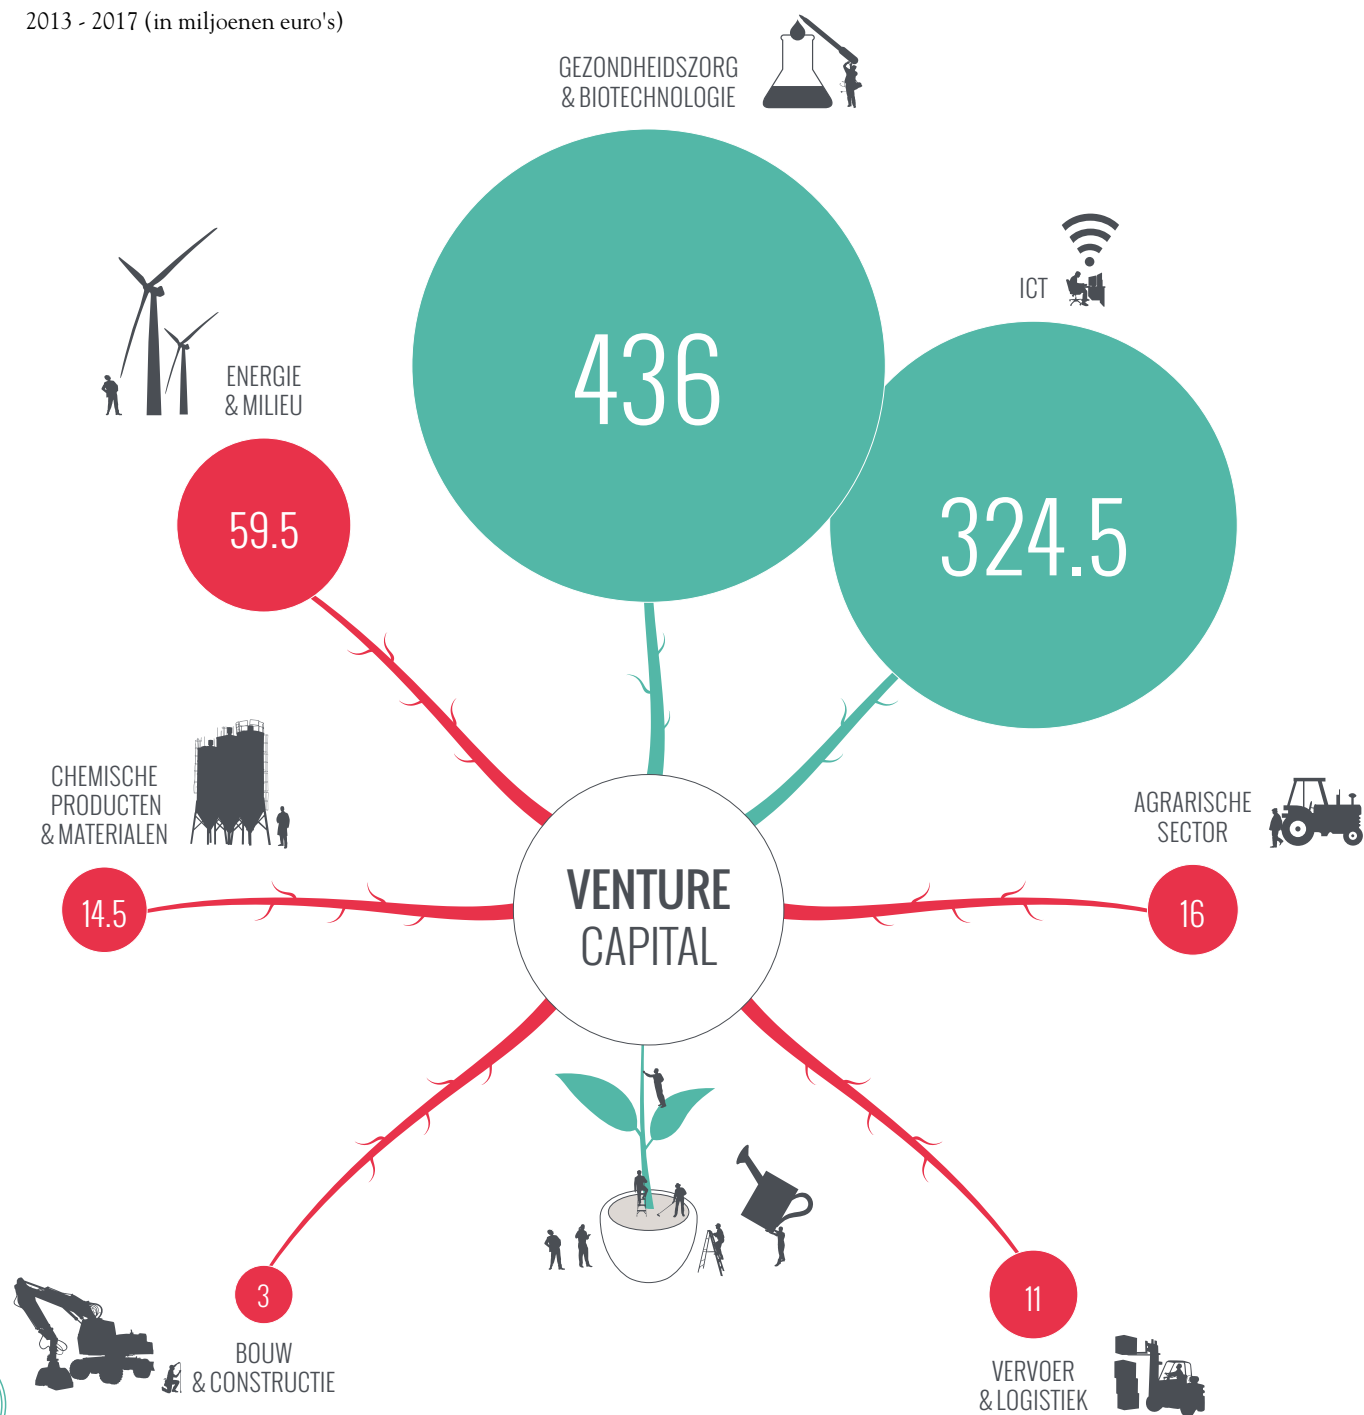 2013 - 2017 (in miljoenen euro's)
GEZONDHEIDSZORG
& BIOTECHNOLOGIE
436
ICT
324.5
ENERGIE
& MILIEU
59.5
CHEMISCHE
PRODUCTEN
& MATERIALEN
14.5
VENTURE
CAPITAL
AGRARISCHE
SECTOR
16
3
BOUW
& CONSTRUCTIE
11
VERVOER
& LOGISTIEK